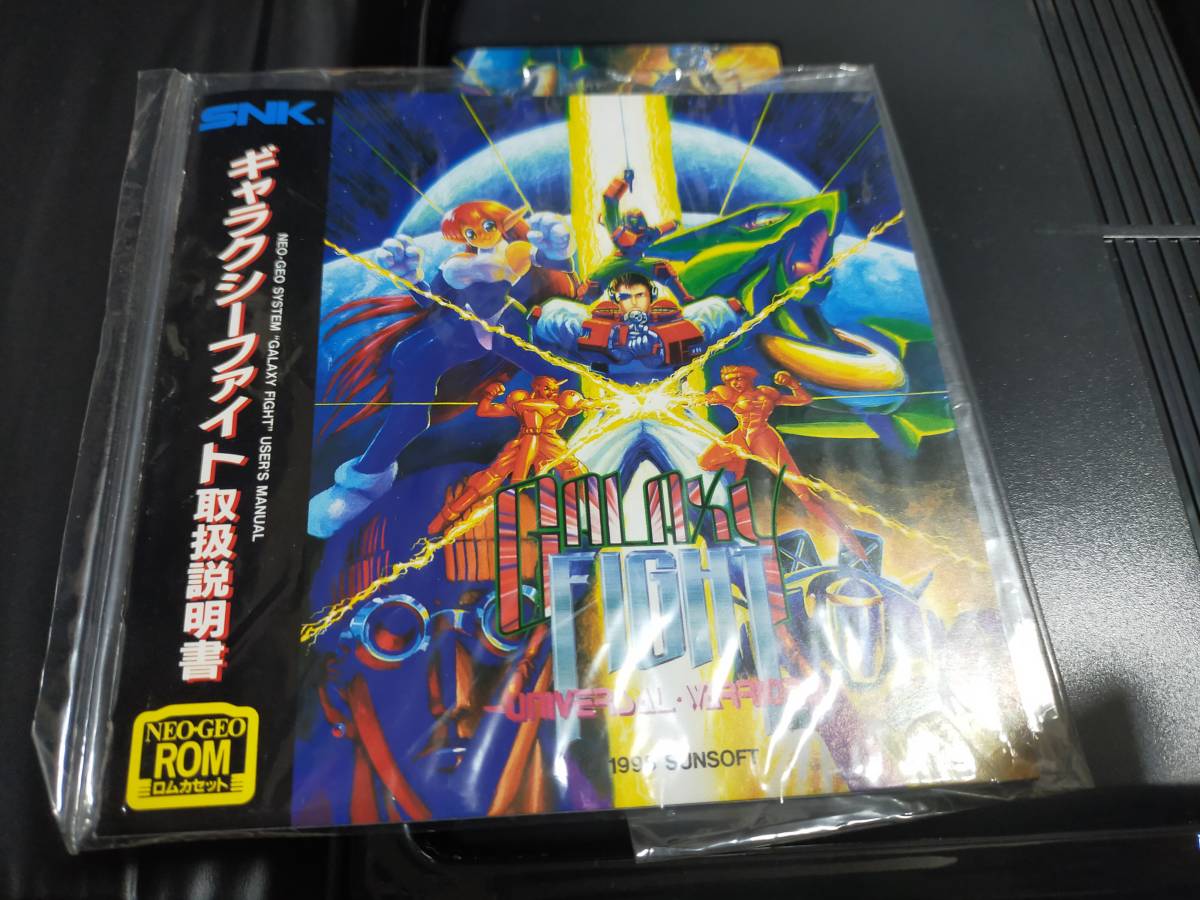 SNK
ギャラクシーファイト取扱説明書
NEO・GEO SYSTEM "GALAXY FIGHT" USER'S MANUAL
NEO・GEO
ROM
ロムカセット
GALAXY
FIGHT
SUNSOFT